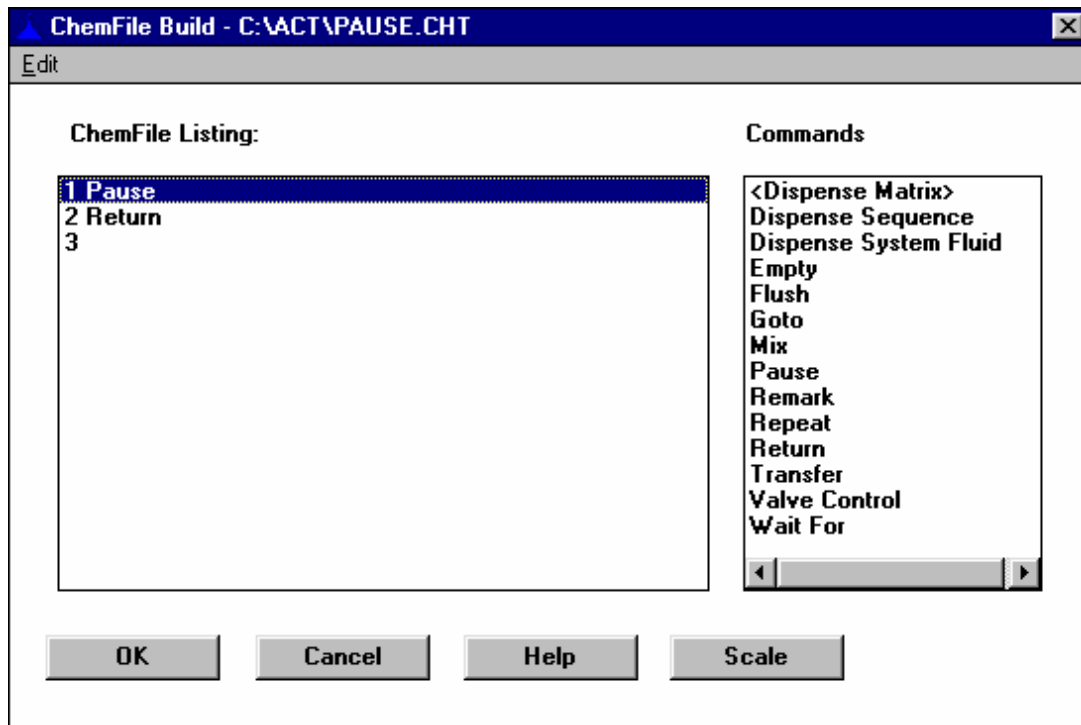 ChemFile Build - C:\ACT\PAUSE.CHT
Edit
ChemFile Listing:
1 Pause
2 Return
3
Commands
<Dispense Matrix>
Dispense Sequence
Dispense System Fluid
Empty
Flush
Goto
Mix
Pause
Remark
Repeat
Return
Transfer
Valve Control
Wait For
OK
Cancel
Help
Scale